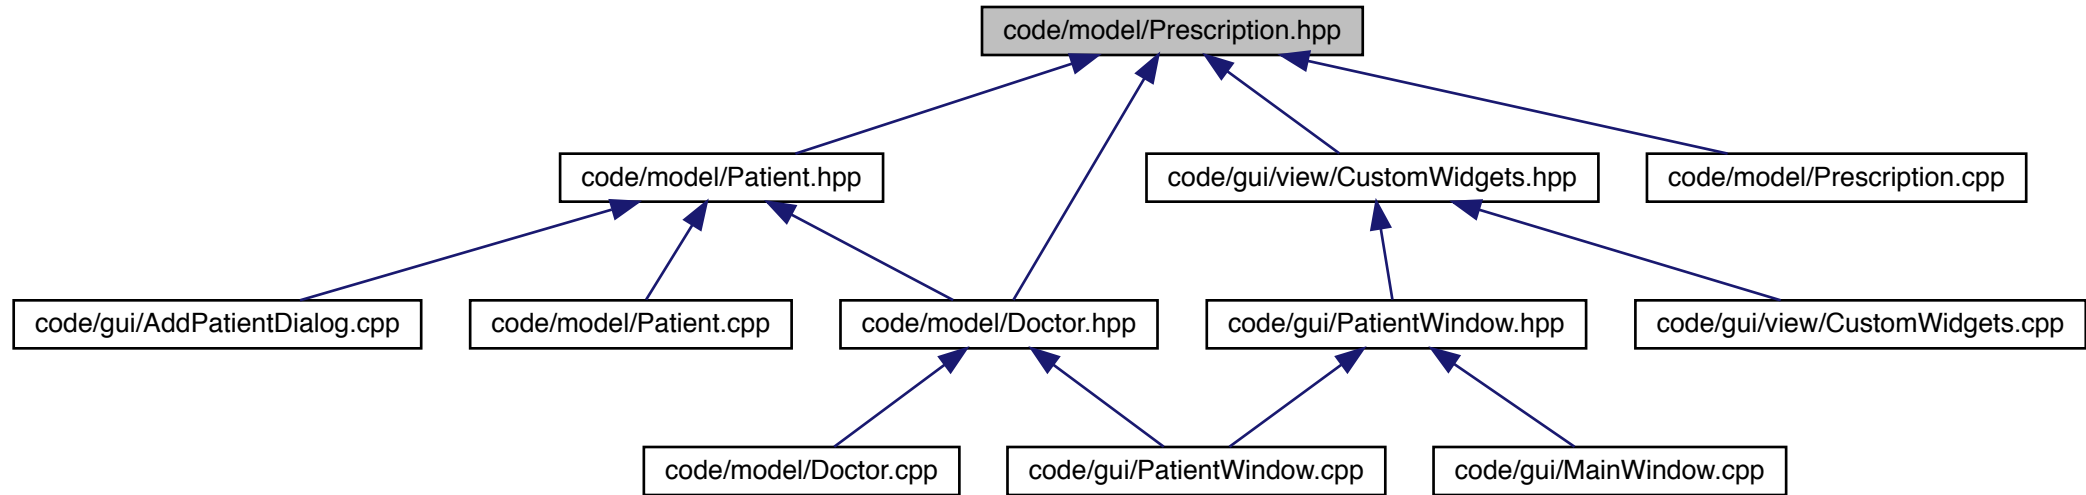 code/model/Prescription.hpp
code/model/Patient.hpp
code/gui/view/CustomWidgets.hpp
code/model/Prescription.cpp
code/gui/AddPatientDialog.cpp
code/model/Patient.cpp
code/model/Doctor.hpp
code/gui/PatientWindow.hpp
code/gui/view/CustomWidgets.cpp
code/model/Doctor.cpp
code/gui/PatientWindow.cpp
code/gui/MainWindow.cpp